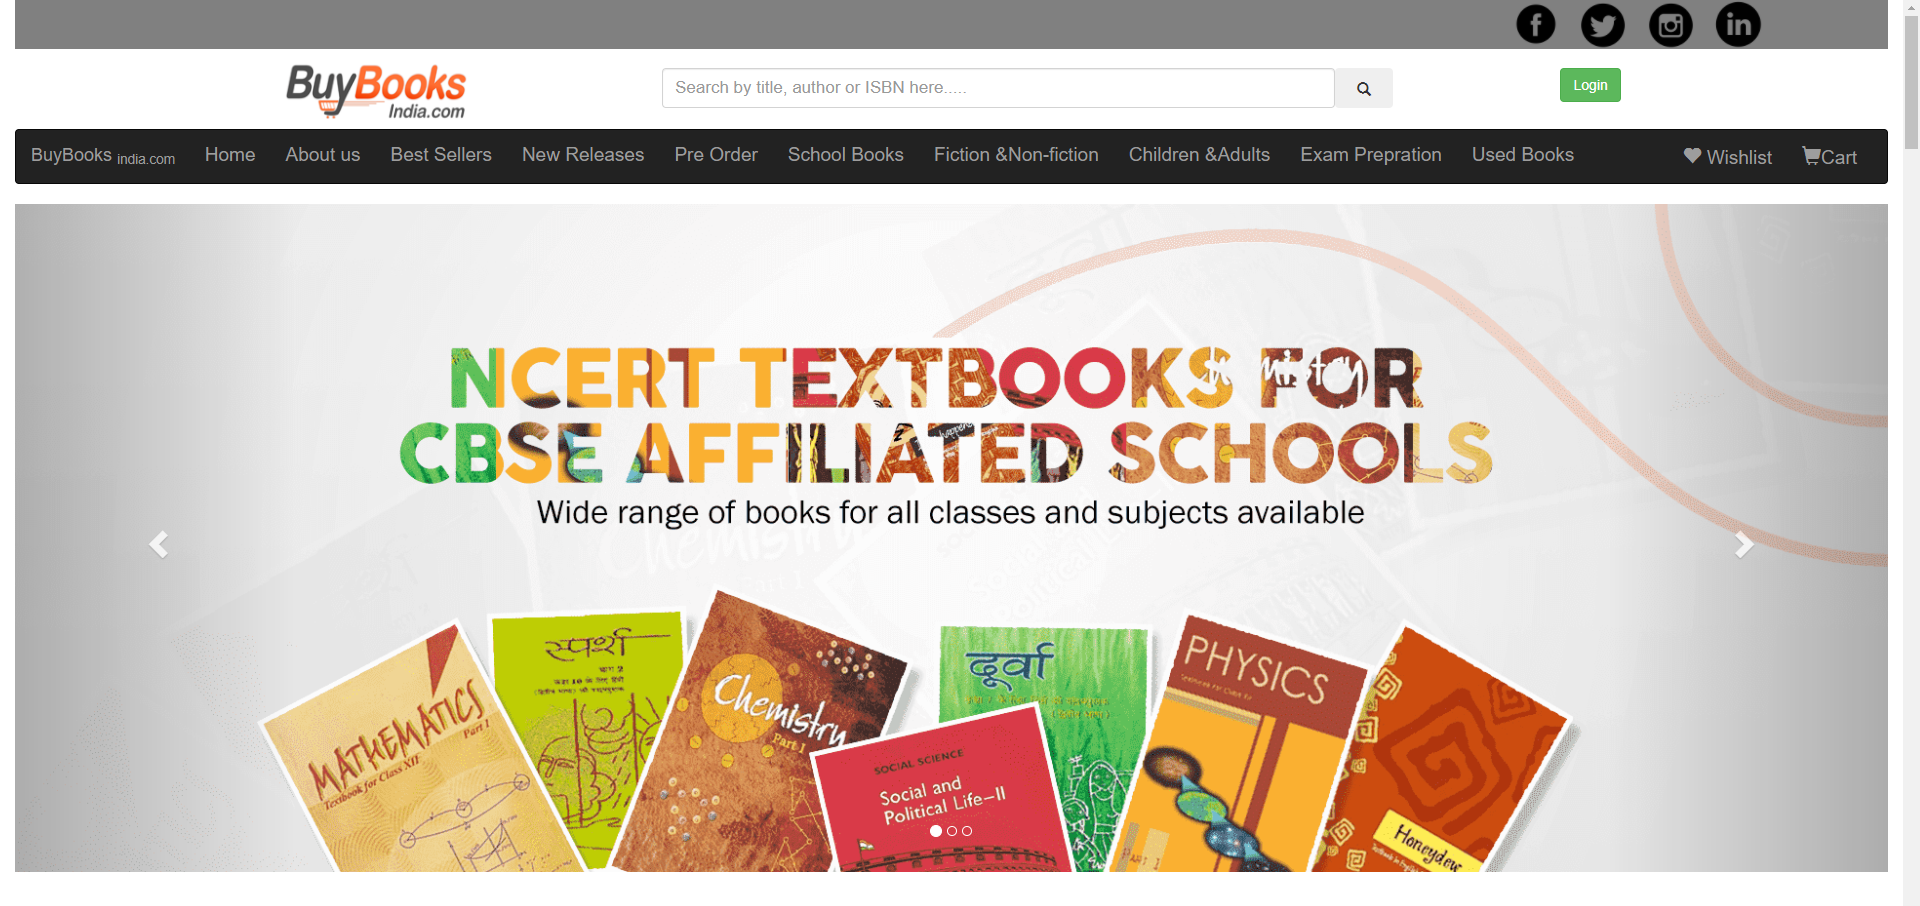 BuyBooks
India.com
Search by title, author or ISBN here.....
Login
BuyBooks india.com Home About us Best Sellers New Releases Pre Order School Books Fiction &Non-fiction Children &Adults Exam Prepration Used Books Wishlist Cart
NCERT TEXTBOOKS FOR
CBSE AFFILIATED SCHOOLS
Wide range of books for all classes and subjects available
MATHEMATICS
Part I
Textbook for Class XII
स्पर्श
भाग 2
Chemistry
Part I
SOCIAL SCIENCE
Social and
Political Life–II
दूर्वा
PHYSICS
PART I
Honeydew